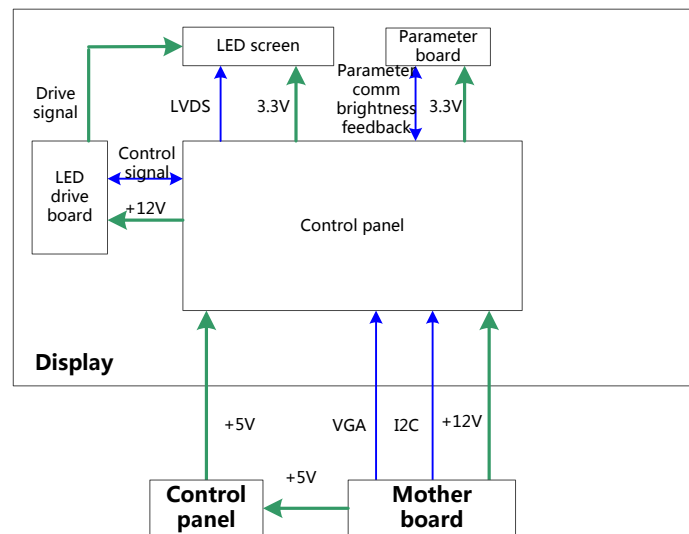 LED screen
Parameter
board
Drive
signal
LVDS
3.3V
Parameter
comm
brightness
feedback
3.3V
LED
drive
board
Control
signal
+12V
Control panel
Display
+5V
VGA
I2C
+12V
+5V
Control
panel
Mother
board